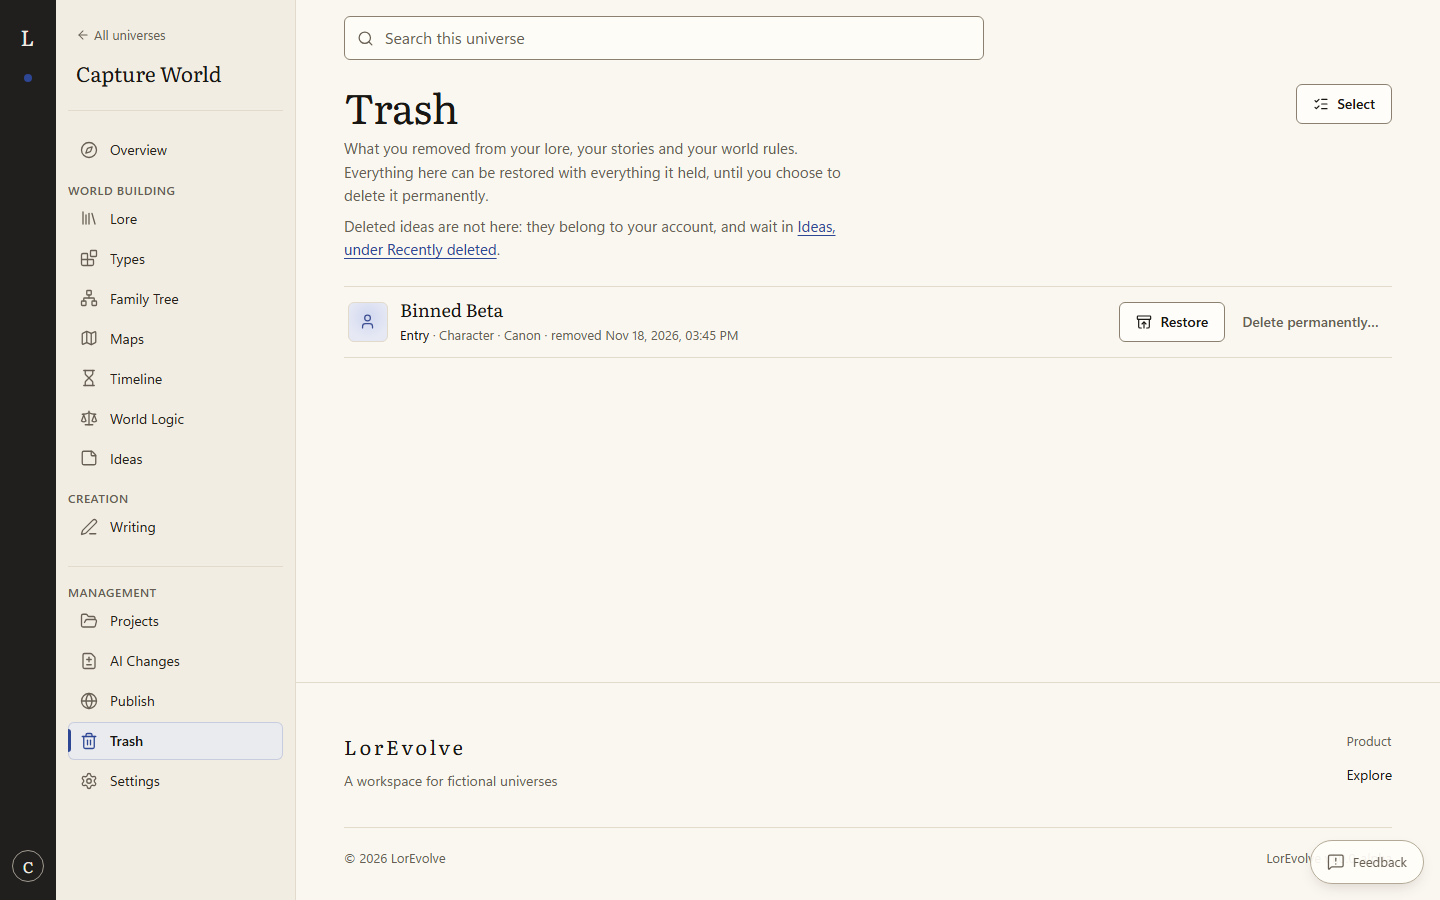 L
← All universes
Capture World
Overview
WORLD BUILDING
Lore
Types
Family Tree
Maps
Timeline
World Logic
Ideas
CREATION
Writing
MANAGEMENT
Projects
AI Changes
Publish
Trash
Settings
C
Search this universe
Trash
Select
What you removed from your lore, your stories and your world rules.
Everything here can be restored with everything it held, until you choose to
delete it permanently.
Deleted ideas are not here: they belong to your account, and wait in Ideas,
under Recently deleted.
Binned Beta
Entry · Character · Canon · removed Nov 18, 2026, 03:45 PM
Restore
Delete permanently...
LorEvolve
A workspace for fictional universes
Product
Explore
© 2026 LorEvolve
Feedback